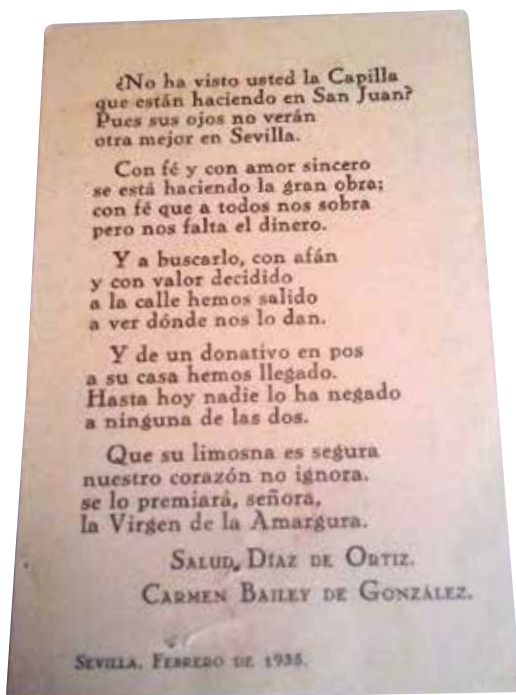 ¿No ha visto usted la Capilla
que están haciendo en San Juan?
Pues sus ojos no verán
otra mejor en Sevilla.
Con fé y con amor sincero
se está haciendo la gran obra;
con fé que a todos nos sobra
pero nos falta el dinero.
Y a buscarlo, con afán
y con valor decidido
a la calle hemos salido
a ver dónde nos lo dan.
Y de un donativo en pos
a su casa hemos llegado.
Hasta hoy nadie lo ha negado
a ninguna de las dos.
Que su limosna es segura
nuestro corazón no ignora.
se lo premiará, señora,
la Virgen de la Amargura.
SALUD, DÍAZ DE ORTIZ.
CARMEN BAILEY DE GONZÁLEZ.
SEVILLA, FEBRERO DE